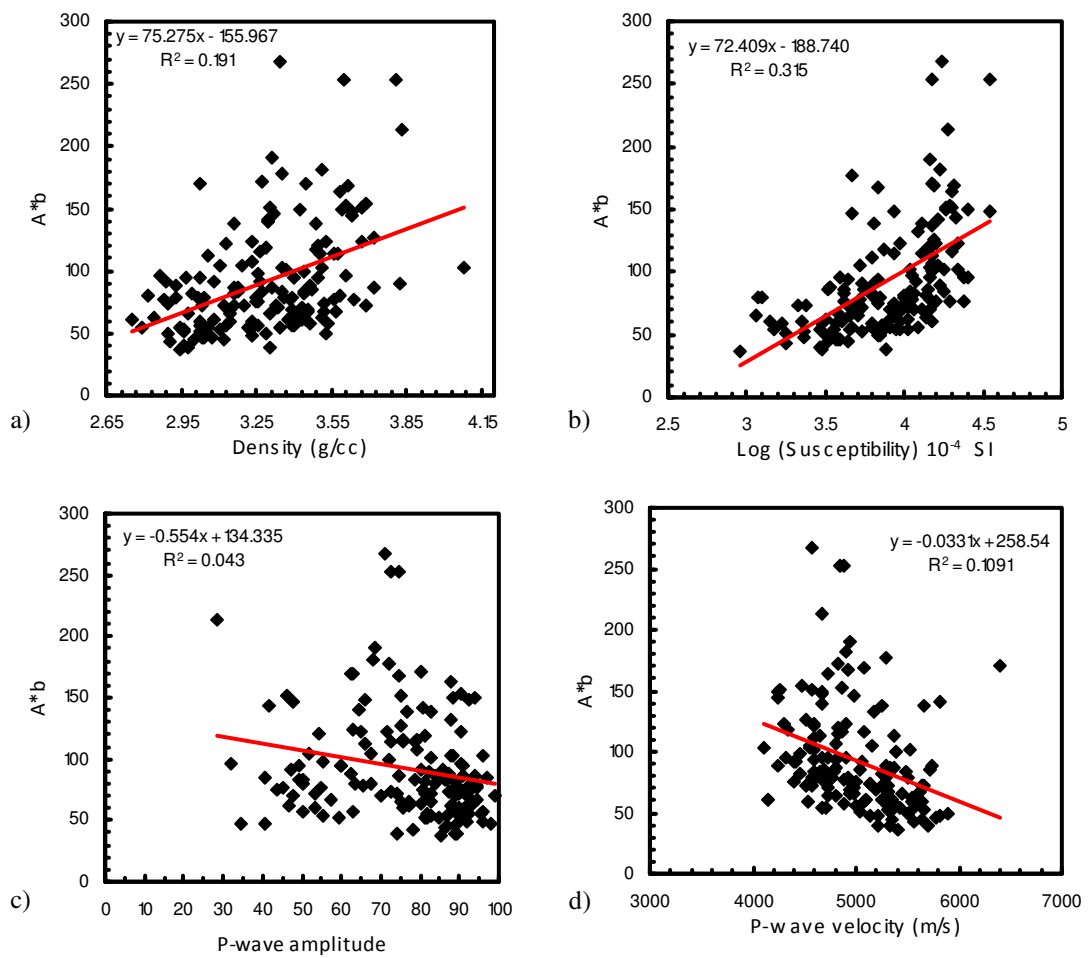 300
250
200
150
100
50
0
A*b
y = 75.275x - 155.967
R² = 0.191
2.65 2.95 3.25 3.55 3.85 4.15
Density (g/cc)
a)
300
250
200
150
100
50
0
A*b
y = 72.409x - 188.740
R² = 0.315
2.5 3 3.5 4 4.5 5
Log (Susceptibility) 10⁻⁴ SI
b)
300
250
200
150
100
50
0
A*b
y = -0.554x + 134.335
R² = 0.043
0 10 20 30 40 50 60 70 80 90 100
P-wave amplitude
c)
300
250
200
150
100
50
0
A*b
y = -0.0331x + 258.54
R² = 0.1091
3000 4000 5000 6000 7000
P-wave velocity (m/s)
d)